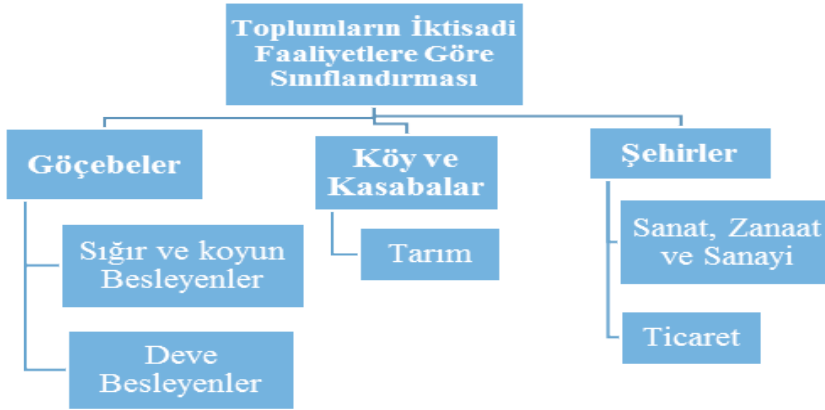 Toplumların İktisadi
Faaliyetlere Göre
Sınıflandırması
Göçebeler
Sığır ve koyun
Besleyenler
Deve
Besleyenler
Köy ve
Kasabalar
Tarım
Şehirler
Sanat, Zanaat
ve Sanayi
Ticaret